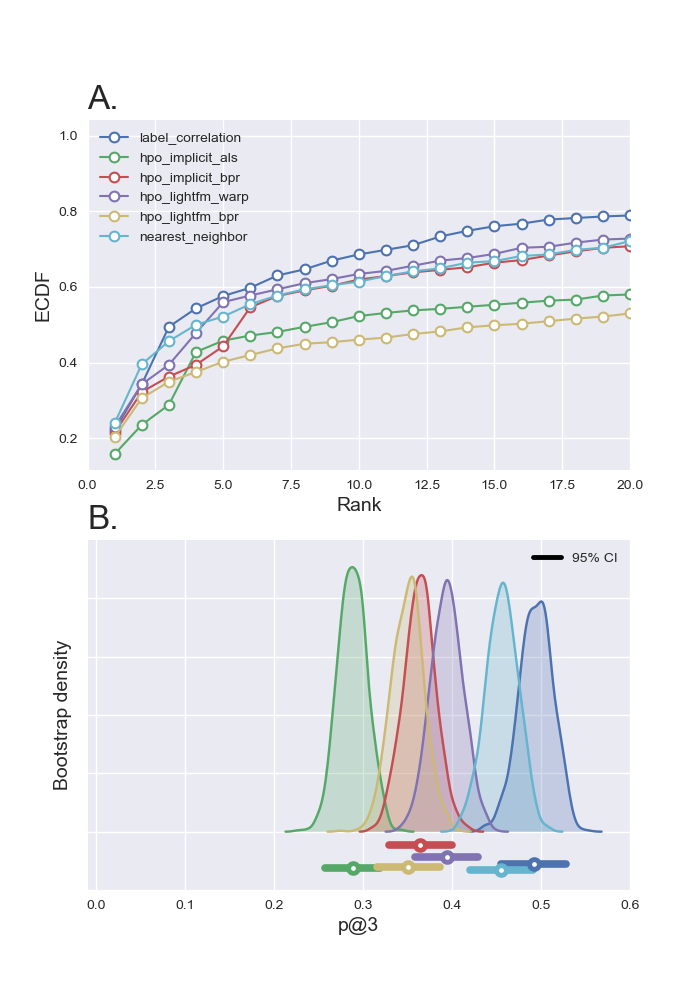 A.
ECDF
1.0
0.8
0.6
0.4
0.2
label_correlation
hpo_implicit_als
hpo_implicit_bpr
hpo_lightfm_warp
hpo_lightfm_bpr
nearest_neighbor
0.0 2.5 5.0 7.5 10.0 12.5 15.0 17.5 20.0
Rank
B.
Bootstrap density
95% CI
0.0 0.1 0.2 0.3 0.4 0.5 0.6
p@3